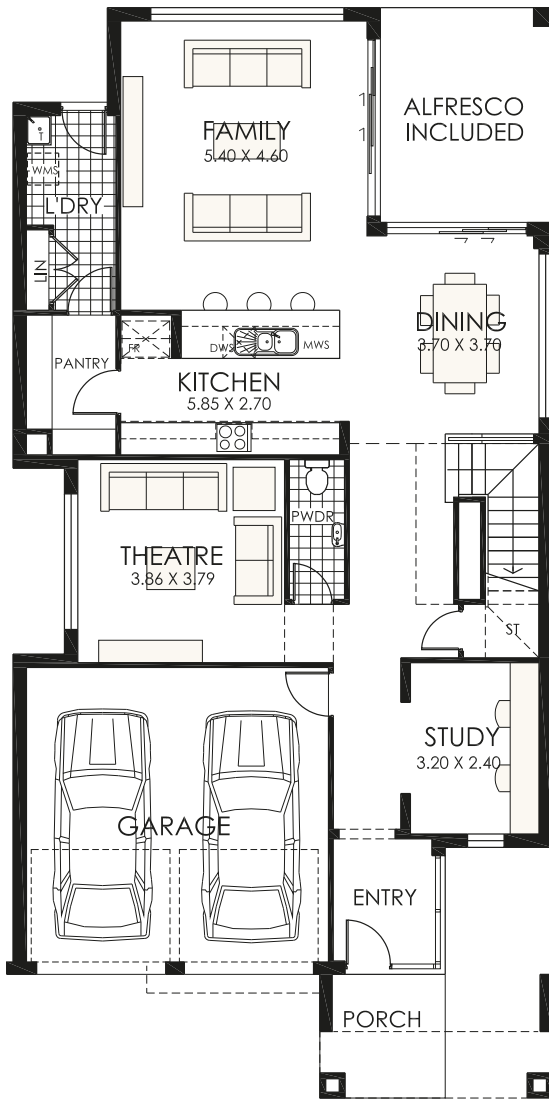 FAMILY
5.40 X 4.60
ALFRESCO
INCLUDED
T
WMS
L'DRY
LIN
PANTRY
FR
DWS
MWS
KITCHEN
5.85 X 2.70
DINING
3.70 X 3.70
THEATRE
3.86 X 3.79
PWDR
ST
STUDY
3.20 X 2.40
GARAGE
ENTRY
PORCH